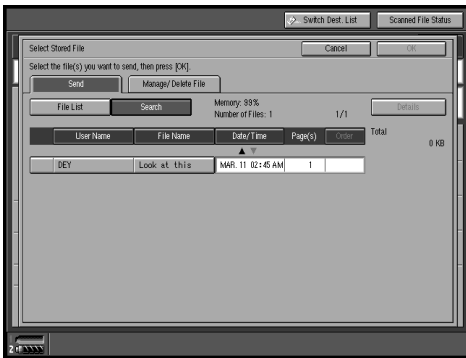 Switch Dest. List Scanned File Status
Select Stored File Cancel OK
Select the file(s) you want to send, then press [OK].
Send Manage/Delete File
File List Search Memory: 99% Number of Files: 1 1/1 Details
User Name File Name Date/Time Page(s) Order Total
0 KB
▲ ▼
DEY Look at this MAR. 11 02:45 AM 1